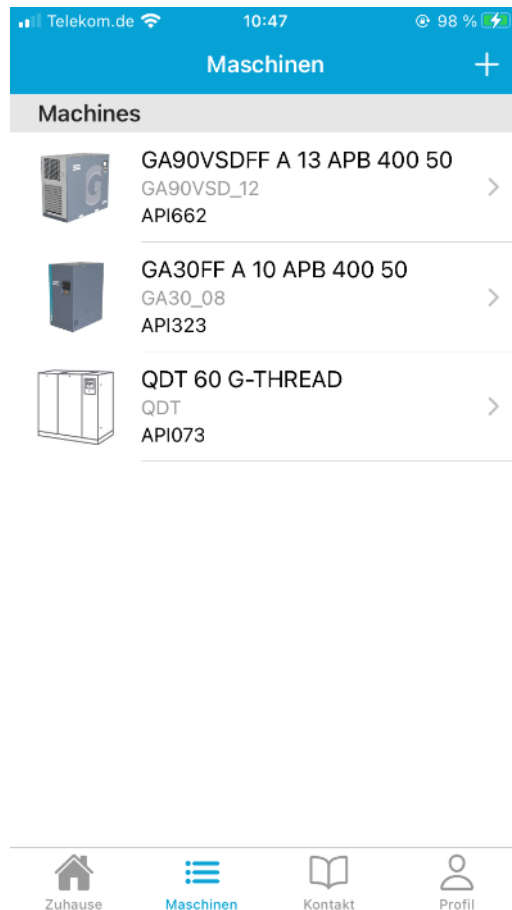 Telekom.de 10:47 98 %
Maschinen
Machines
GA90VSDFF A 13 APB 400 50
GA90VSD_12
API662
GA30FF A 10 APB 400 50
GA30_08
API323
QDT 60 G-THREAD
QDT
API073
Zuhause Maschinen Kontakt Profil